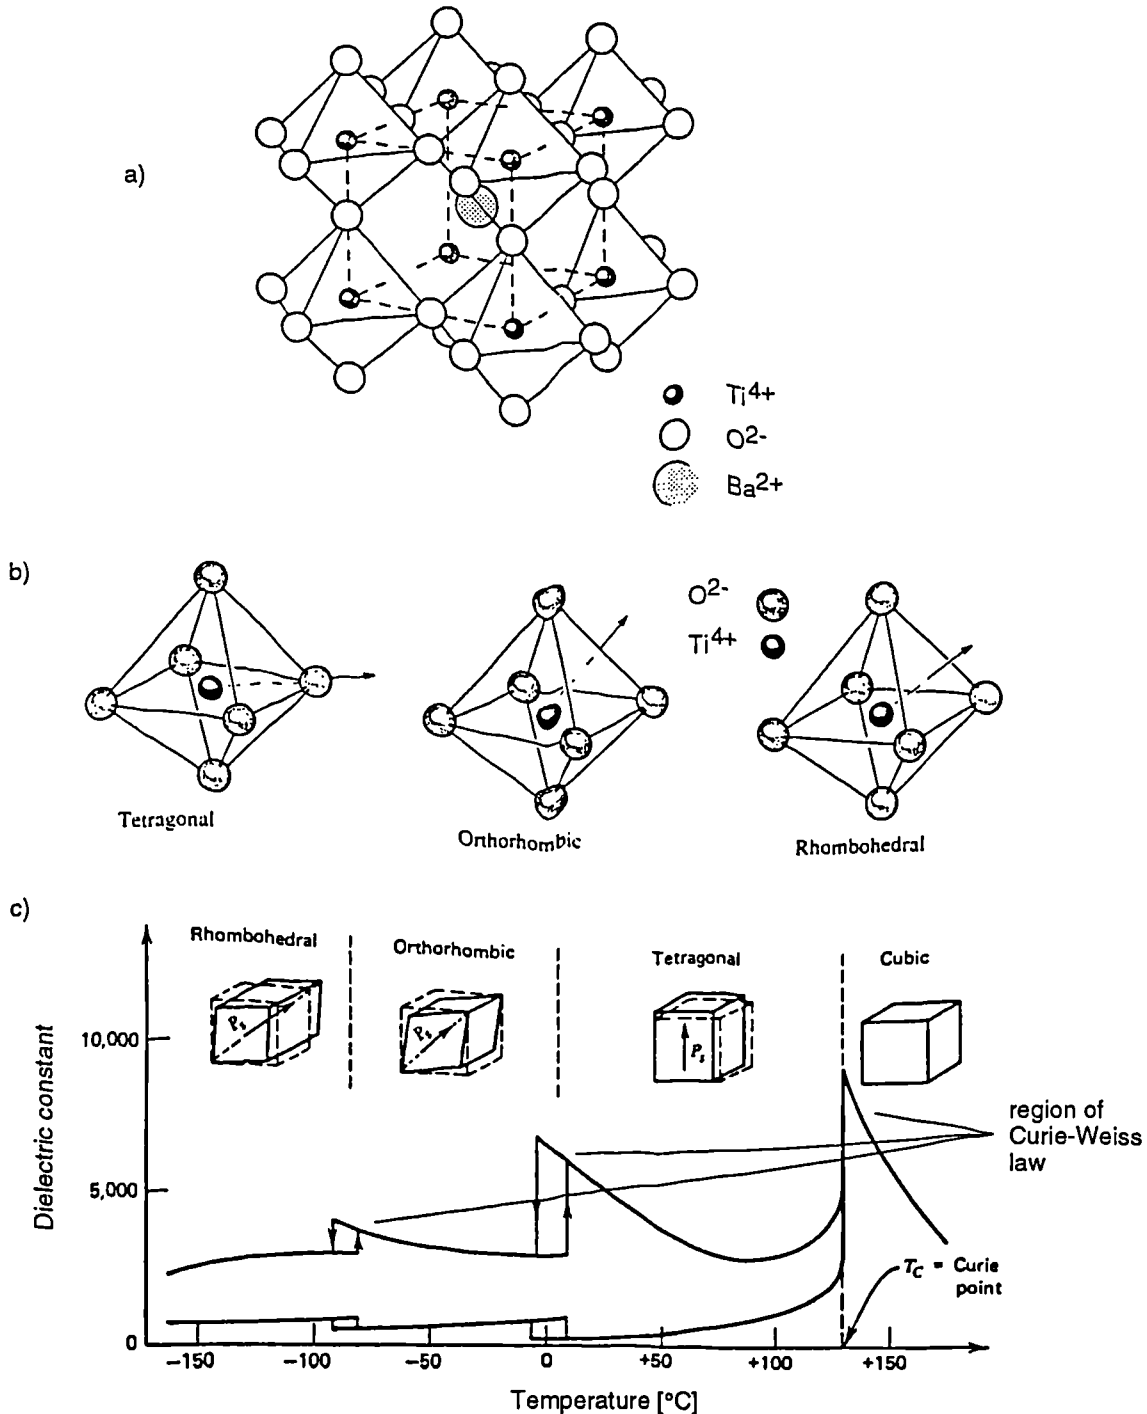 a)
Ti4+
O2-
Ba2+
b)
O2-
Ti4+
Tetragonal
Orthorhombic
Rhombohedral
c)
Rhombohedral
Orthorhombic
Tetragonal
Cubic
Ps
Ps
Ps
Dielectric constant
10,000
5,000
0
region of
Curie-Weiss
law
TC = Curie
point
-150
-100
-50
0
+50
+100
+150
Temperature [°C]